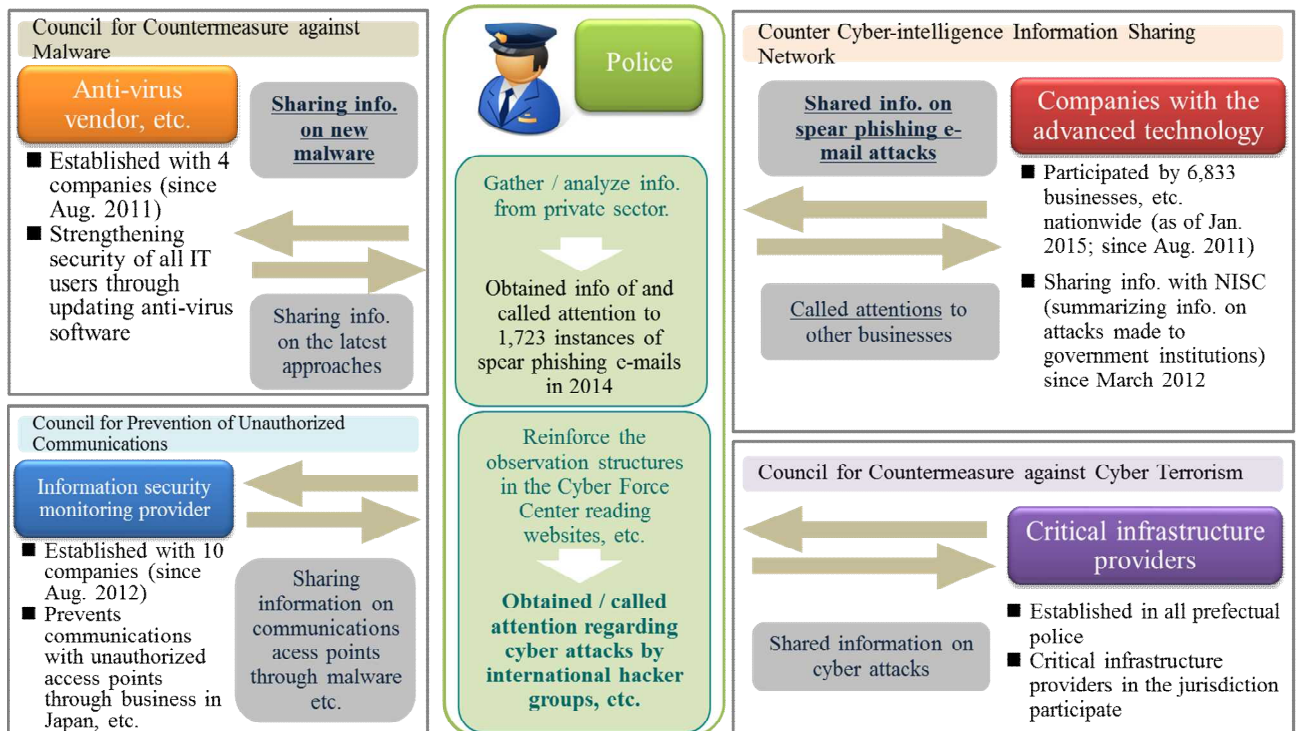 Council for Countermeasure against
Malware
Anti-virus
vendor, etc.
Sharing info.
on new
malware
■ Established with 4
companies (since
Aug. 2011)
■ Strengthening
security of all IT
users through
updating anti-virus
software
Sharing info.
on the latest
approaches
Council for Prevention of Unauthorized
Communications
Information security
monitoring provider
■ Established with 10
companies (since
Aug. 2012)
■ Prevents
communications
with unauthorized
access points
through business in
Japan, etc.
Sharing
information on
communications
acess points
through malware
etc.
Police
Gather / analyze info.
from private sector.
Obtained info of and
called attention to
1,723 instances of
spear phishing e-mails
in 2014
Reinforce the
observation structures
in the Cyber Force
Center reading
websites, etc.
Obtained / called
attention regarding
cyber attacks by
international hacker
groups, etc.
Counter Cyber-intelligence Information Sharing
Network
Shared info. on
spear phishing e-
mail attacks
Companies with the
advanced technology
■ Participated by 6,833
businesses, etc.
nationwide (as of Jan.
2015; since Aug. 2011)
■ Sharing info. with NISC
(summarizing info. on
attacks made to
government institutions)
since March 2012
Called attentions to
other businesses
Council for Countermeasure against Cyber Terrorism
Critical infrastructure
providers
■ Established in all prefectual
police
■ Critical infrastructure
providers in the jurisdiction
participate
Shared information on
cyber attacks